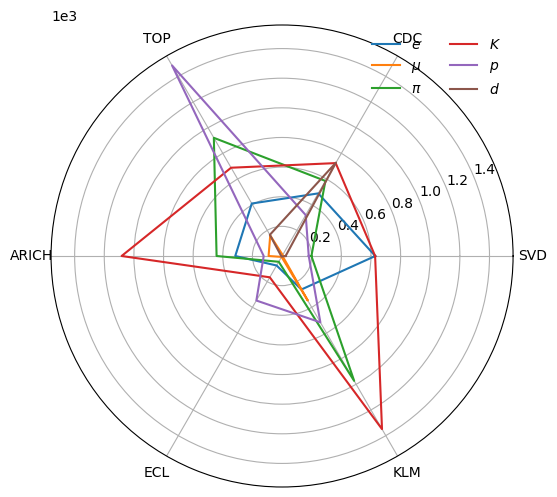 1e3
TOP
CDC
e K
μ p
π d
1.4
1.2
1.0
0.8
0.6
0.4
0.2
ARICH
SVD
ECL
KLM